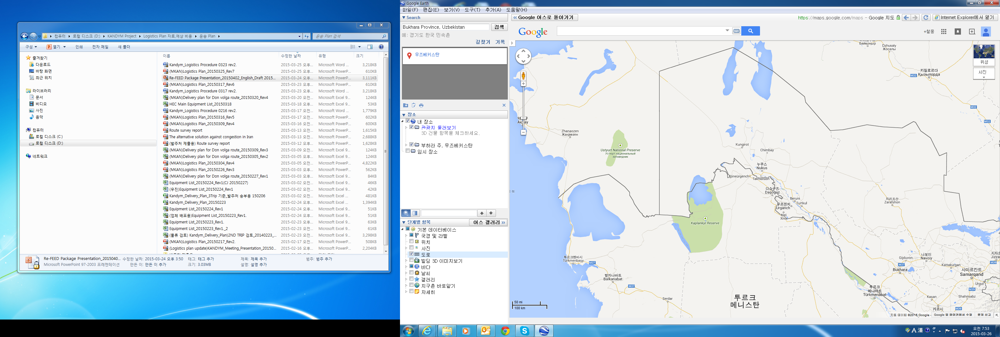 컴퓨터 ▸ 로컬 디스크 (D:) ▸ KANDYM Project ▸ Logistics Plan 자료,예상 비용 ▸ 운송 Plan ▸
운송 Plan 검색
구성 열기 인쇄 전자 메일 새 폴더
즐겨찾기
다운로드
바탕 화면
최근 위치
라이브러리
문서
비디오
사진
음악
컴퓨터
로컬 디스크 (C:)
로컬 디스크 (D:)
네트워크
이름 수정한 날짜 유형 크기
Kandym_Logistics Procedure 0323 rev2. 2015-03-25 오후... Microsoft Word ... 3,218KB
(MKAN)Logistics Plan_20150325_Rev7 2015-03-25 오후... Microsoft PowerP... 610KB
Re-FEED Package Presentation_20150402_English_Draft 2015... 2015-03-24 오후... Microsoft PowerP... 3,111KB
(MKAN)Logistics Plan_20150317_Rev6 2015-03-23 오후... Microsoft PowerP... 610KB
Kandym_Logistics Procedure 0317 rev2. 2015-03-23 오후... Microsoft Word ... 3,218KB
(MKAN)Delivery plan for Don volga route_20150320_Rev4 2015-03-20 오후... Microsoft Excel 9... 124KB
HEC Main Equipment List_20150318 2015-03-18 오후... Microsoft Excel 9... 53KB
Kandym_Logistics Procedure 0216 rev2. 2015-03-17 오후... Microsoft Word ... 1,779KB
(MKAN)Logistics Plan_20150316_Rev5 2015-03-17 오전... Microsoft PowerP... 602KB
(MKAN)Logistics Plan_20150309_Rev4 2015-03-16 오전... Microsoft PowerP... 600KB
Route survey report 2015-03-13 오후... Microsoft PowerP... 1,615KB
The alternative solution against congestion in Iran 2015-03-13 오전... Microsoft PowerP... 2,688KB
(발주처 제출용) Route survey report 2015-03-12 오후... Microsoft PowerP... 1,628KB
(MKAN)Delivery plan for Don volga route_20150309_Rev3 2015-03-09 오전... Microsoft Excel 9... 124KB
(MKAN)Delivery plan for Don volga route_20150305_Rev2 2015-03-05 오후... Microsoft Excel 9... 124KB
(MKAN)Logistics Plan_20150304_Rev4 2015-03-05 오전... Microsoft PowerP... 4,822KB
(MKAN)Logistics Plan_20150226_Rev3 2015-03-03 오후... Microsoft PowerP... 562KB
(MKAN)Delivery plan for Don volga route_20150227_Rev1 2015-03-03 오후... Microsoft Excel 9... 84KB
Equipment List_20150224_Rev1(CJ 20150227) 2015-03-02 오전... Microsoft Excel 9... 46KB
(우진)Equipment List_20150224_Rev1 2015-03-02 오전... Microsoft Excel 9... 42KB
Kandym_Delivery_Plan_3Trip 기준_발주처 송부용 150206 2015-03-02 오전... Microsoft Excel ... 481KB
Kandym_Delivery_Plan_20150223 2015-02-24 오후... Microsoft Excel ... 1,394KB
Equipment List_20150224_Rev1 2015-02-24 오후... Microsoft Excel 9... 51KB
(업체 배포용)Equipment List_20150223_Rev1. 2015-02-24 오후... Microsoft Excel 9... 51KB
Equipment List_20150223_Rev1. 2015-02-23 오후... Microsoft Excel 9... 63KB
Equipment List_20150223_Rev1._2 2015-02-23 오후... Microsoft Excel 9... 61KB
(물류 검토) Kandym_Delivery_Plan)2ND TRIP 검토_20140223_... 2015-02-23 오전... Microsoft Excel 9... 3,298KB
(MKAN)Logistics Plan_20150217_Rev2. 2015-02-17 오후... Microsoft PowerP... 508KB
(Logistics plan update)KANDYM_Meeting_Presentation_20150... 2015-02-16 오후... Microsoft PowerP... 2,204KB
Re-FEED Package Presentation_2015040... 수정한 날짜: 2015-03-24 오후 3:50 태그: 태그 추가 제목: 제목 추가 범주: 범주 추가
Microsoft PowerPoint 97-2003 프레젠테이션 만든 이: 만든 이 추가 크기: 3.03MB 설명: 설명 추가
Google Earth
파일(F) 편집(E) 보기(V) 도구(T) 추가(A) 도움말(H)
Search
Bukhara Province, Uzbekistan 검색
예: 경기도 한국 민속촌
길찾기 기록
우즈베키스탄
장소
내 장소
관광지 둘러보기
3D 건물 항목을 체크하세요.
부하라 주, 우즈베키스탄
임시 장소
단계별 항목 어스 갤러리 »
기본 데이터베이스
국경 및 라벨
위치
사진
도로
빌딩 3D 이미지보기
바다
날씨
갤러리
지구촌 바로알기
자세히
« Google 어스로 돌아가기
https://maps.google.com/maps - Google 지도
Internet Explorer에서 열기
Google
+철웅
위성
사진
Байқоңыр
Dzhusaly
Жосалы
키질로르다
Қызылорда
M32
M32
M32
Ақтау
Zhanaozen
Жаңаөзен
Ustyurt National Preserve
Устюрт национальный
заповедник
Kungirot
Chimbay
누쿠스
Nukus
Köneürgench
Takhiatash
다쇼구즈
Daşoguz
Beruni
Turtkul
우르겐치
Urganch
히바
Xiva
자라프샨
Zarafshon
Kaplankyr Reserve
투르크멘바시
Türkmenbaşy
M37
발카나바트
Balkanabat
M37
Serdar
투르크
메니스탄
Gijduvon
M37
Bukhara
나보이
Navoiy
Kattakurgan
사마르칸트
Samarqand
지자흐
Jizza
M39
Urgut
M39
투르크
메나바트
Türkmenabat
Kasan
Shahrisabz
카르시
M39
50 mi
100 km
지도 데이터 ©2015 Google - Google 맵 메이커에서 수정 문제 신고
A 漢
오전 7:53
2015-03-26